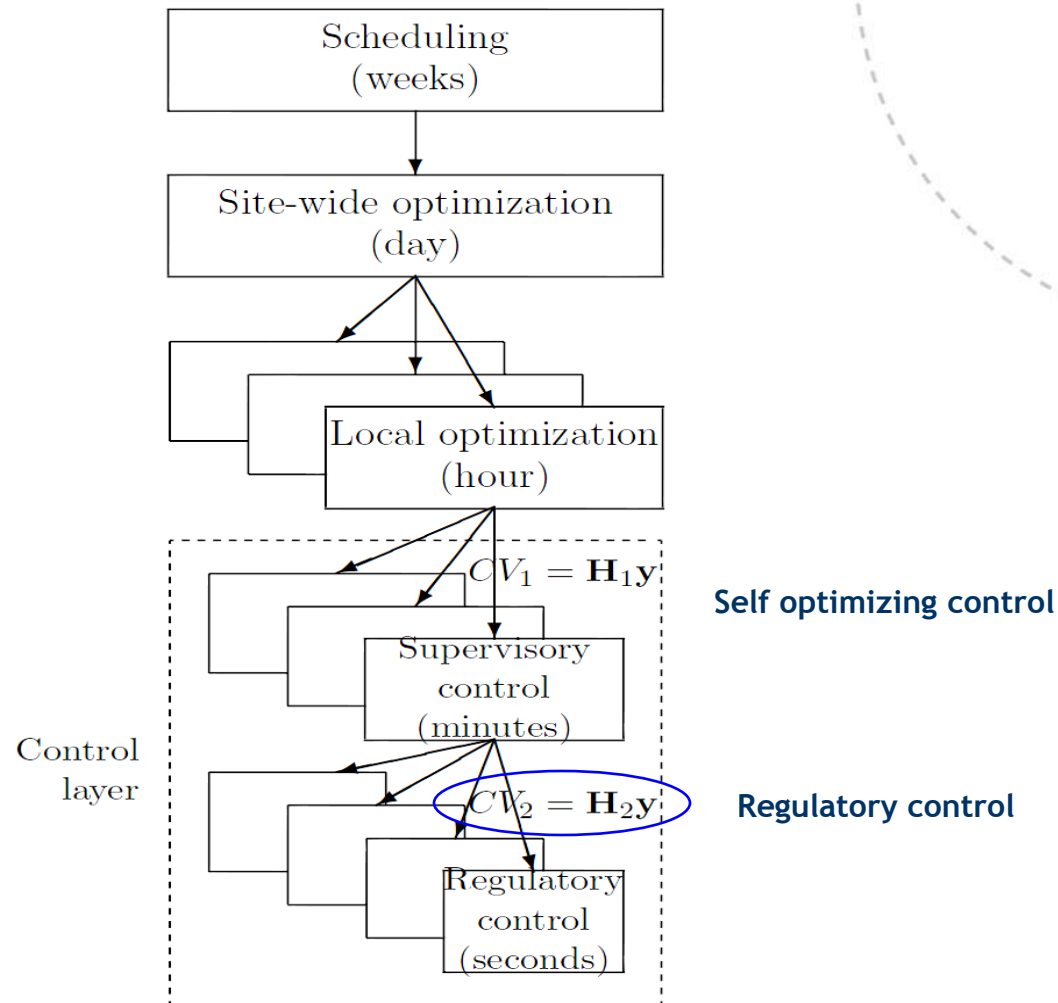 Scheduling
(weeks)
Site-wide optimization
(day)
Local optimization
(hour)
CV₁ = H₁y
Self optimizing control
Supervisory
control
(minutes)
Control
layer
CV₂ = H₂y
Regulatory control
Regulatory
control
(seconds)